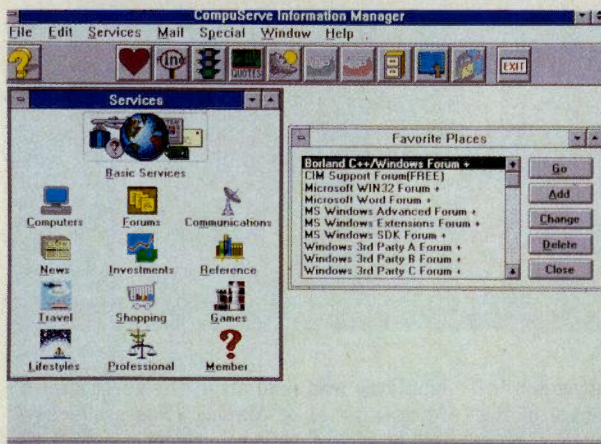 CompuServe Information Manager
File Edit Services Mail Special Window Help
QUOTES
EXIT
Services
Basic Services
Computers
Forums
Communications
News
Investments
Reference
Travel
Shopping
Games
Lifestyles
Professional
Member
Favorite Places
Borland C++/Windows Forum +
CIM Support Forum(FREE)
Microsoft WIN32 Forum +
Microsoft Word Forum +
MS Windows Advanced Forum +
MS Windows Extensions Forum +
MS Windows SDK Forum +
Windows 3rd Party A Forum +
Windows 3rd Party B Forum +
Windows 3rd Party C Forum +
Go
Add
Change
Delete
Close